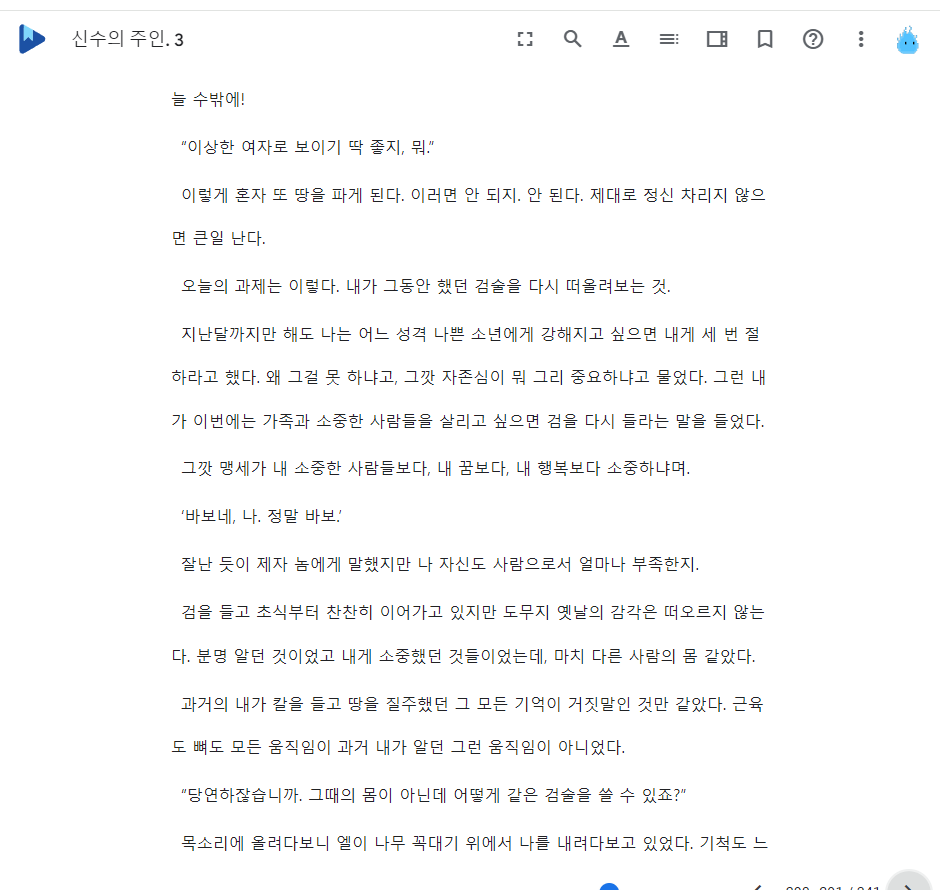 신수의 주인. 3
늘 수밖에!
"이상한 여자로 보이기 딱 좋지, 뭐."
이렇게 혼자 또 땅을 파게 된다. 이러면 안 되지. 안 된다. 제대로 정신 차리지 않으
면 큰일 난다.
오늘의 과제는 이렇다. 내가 그동안 했던 검술을 다시 떠올려보는 것.
지난달까지만 해도 나는 어느 성격 나쁜 소년에게 강해지고 싶으면 내게 세 번 절
하라고 했다. 왜 그걸 못 하냐고, 그깟 자존심이 뭐 그리 중요하냐고 물었다. 그런 내
가 이번에는 가족과 소중한 사람들을 살리고 싶으면 검을 다시 들라는 말을 들었다.
그깟 맹세가 내 소중한 사람들보다, 내 꿈보다, 내 행복보다 소중하냐며.
'바보네, 나. 정말 바보.'
잘난 듯이 제자 놈에게 말했지만 나 자신도 사람으로서 얼마나 부족한지.
검을 들고 초식부터 찬찬히 이어가고 있지만 도무지 옛날의 감각은 떠오르지 않는
다. 분명 알던 것이었고 내게 소중했던 것들이었는데, 마치 다른 사람의 몸 같았다.
과거의 내가 칼을 들고 땅을 질주했던 그 모든 기억이 거짓말인 것만 같았다. 근육
도 뼈도 모든 움직임이 과거 내가 알던 그런 움직임이 아니었다.
"당연하잖습니까. 그때의 몸이 아닌데 어떻게 같은 검술을 쓸 수 있죠?"
목소리에 올려다보니 엘이 나무 꼭대기 위에서 나를 내려다보고 있었다. 기척도 느